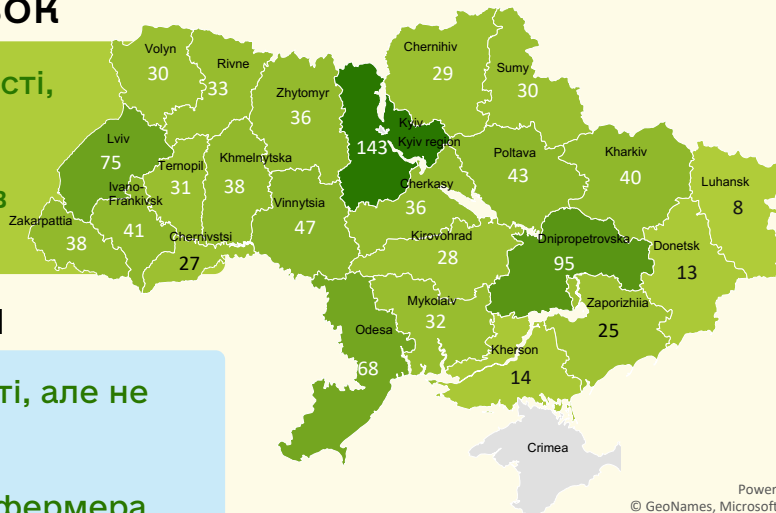 зок
сті,
в
и
ті, але не
фермера
Volyn
30
Rivne
33
Zhytomyr
36
Chernihiv
29
Sumy
30
Kyiv
Kyiv region
143
Lviv
75
Ternopil
31
Khmelnytska
38
Ivano-
Frankivsk
41
Zakarpattia
38
Chernivstsi
27
Vinnytsia
47
Cherkasy
36
Poltava
43
Kharkiv
40
Luhansk
8
Kirovohrad
28
Dnipropetrovska
95
Donetsk
13
Zaporizhiia
25
Mykolaiv
32
Odesa
68
Kherson
14
Crimea
Power
© GeoNames, Microsoft